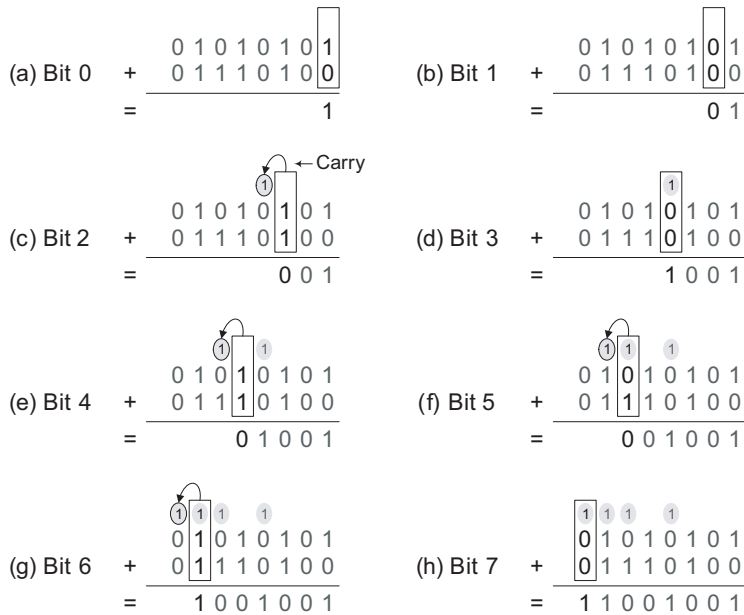 0 1 0 1 0 1 0 1
(a) Bit 0 + 0 1 1 1 0 1 0 0
= 1
0 1 0 1 0 1 0 1
(b) Bit 1 + 0 1 1 1 0 1 0 0
= 0 1
Carry
1
0 1 0 1 0 1 0 1
(c) Bit 2 + 0 1 1 1 0 1 0 0
= 0 0 1
1
0 1 0 1 0 1 0 1
(d) Bit 3 + 0 1 1 1 0 1 0 0
= 1 0 0 1
1 1
0 1 0 1 0 1 0 1
(e) Bit 4 + 0 1 1 1 0 1 0 0
= 0 1 0 0 1
1 1 1
0 1 0 1 0 1 0 1
(f) Bit 5 + 0 1 1 1 0 1 0 0
= 0 0 1 0 0 1
1 1 1 1
0 1 0 1 0 1 0 1
(g) Bit 6 + 0 1 1 1 0 1 0 0
= 1 0 0 1 0 0 1
1 1 1 1
0 1 0 1 0 1 0 1
(h) Bit 7 + 0 1 1 1 0 1 0 0
= 1 1 0 0 1 0 0 1